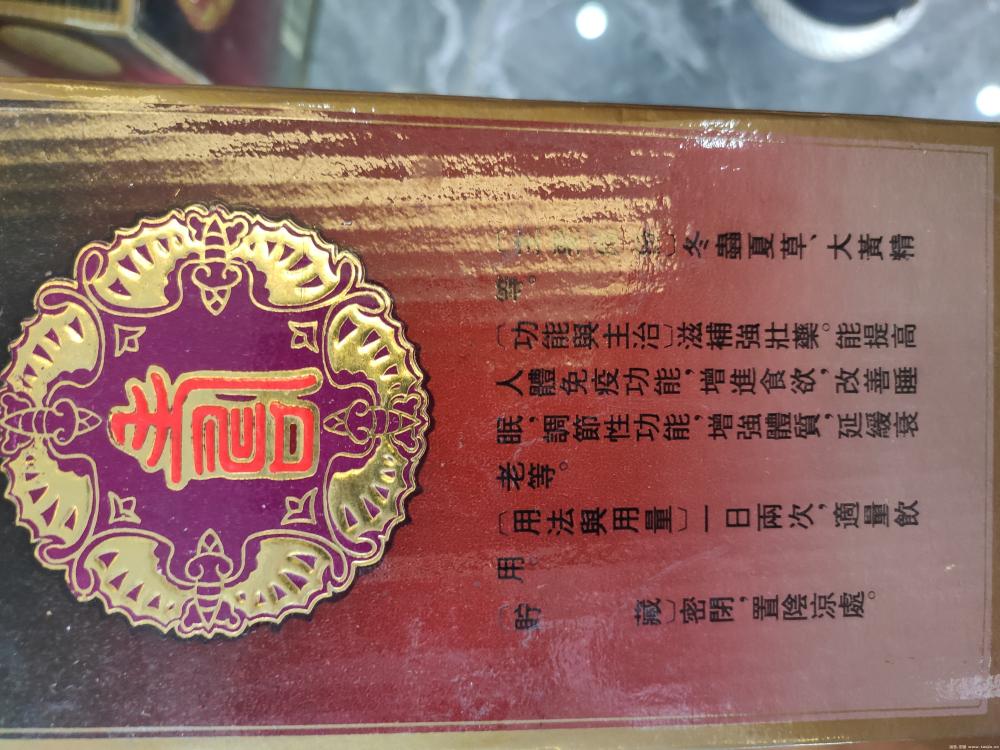 壽
冬蟲夏草、大黃精
等。
〔功能與主治〕滋補強壯藥。能提高
人體免疫功能，增進食欲，改善睡
眠，調節性功能，增強體質，延緩衰
老等。
〔用法與用量〕一日兩次，適量飲
用
〔貯藏〕密閉，置陰涼處。